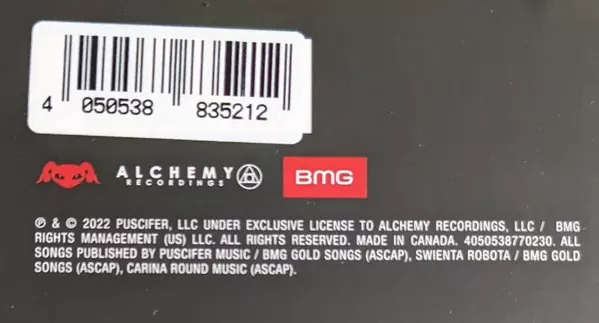 4 050538 835212
ALCHEMY
RECORDINGS
BMG
℗ & © 2022 PUSCIFER, LLC UNDER EXCLUSIVE LICENSE TO ALCHEMY RECORDINGS, LLC / BMG
RIGHTS MANAGEMENT (US) LLC. ALL RIGHTS RESERVED. MADE IN CANADA. 4050538770230. ALL
SONGS PUBLISHED BY PUSCIFER MUSIC / BMG GOLD SONGS (ASCAP), SWIENTA ROBOTA / BMG GOLD
SONGS (ASCAP), CARINA ROUND MUSIC (ASCAP).